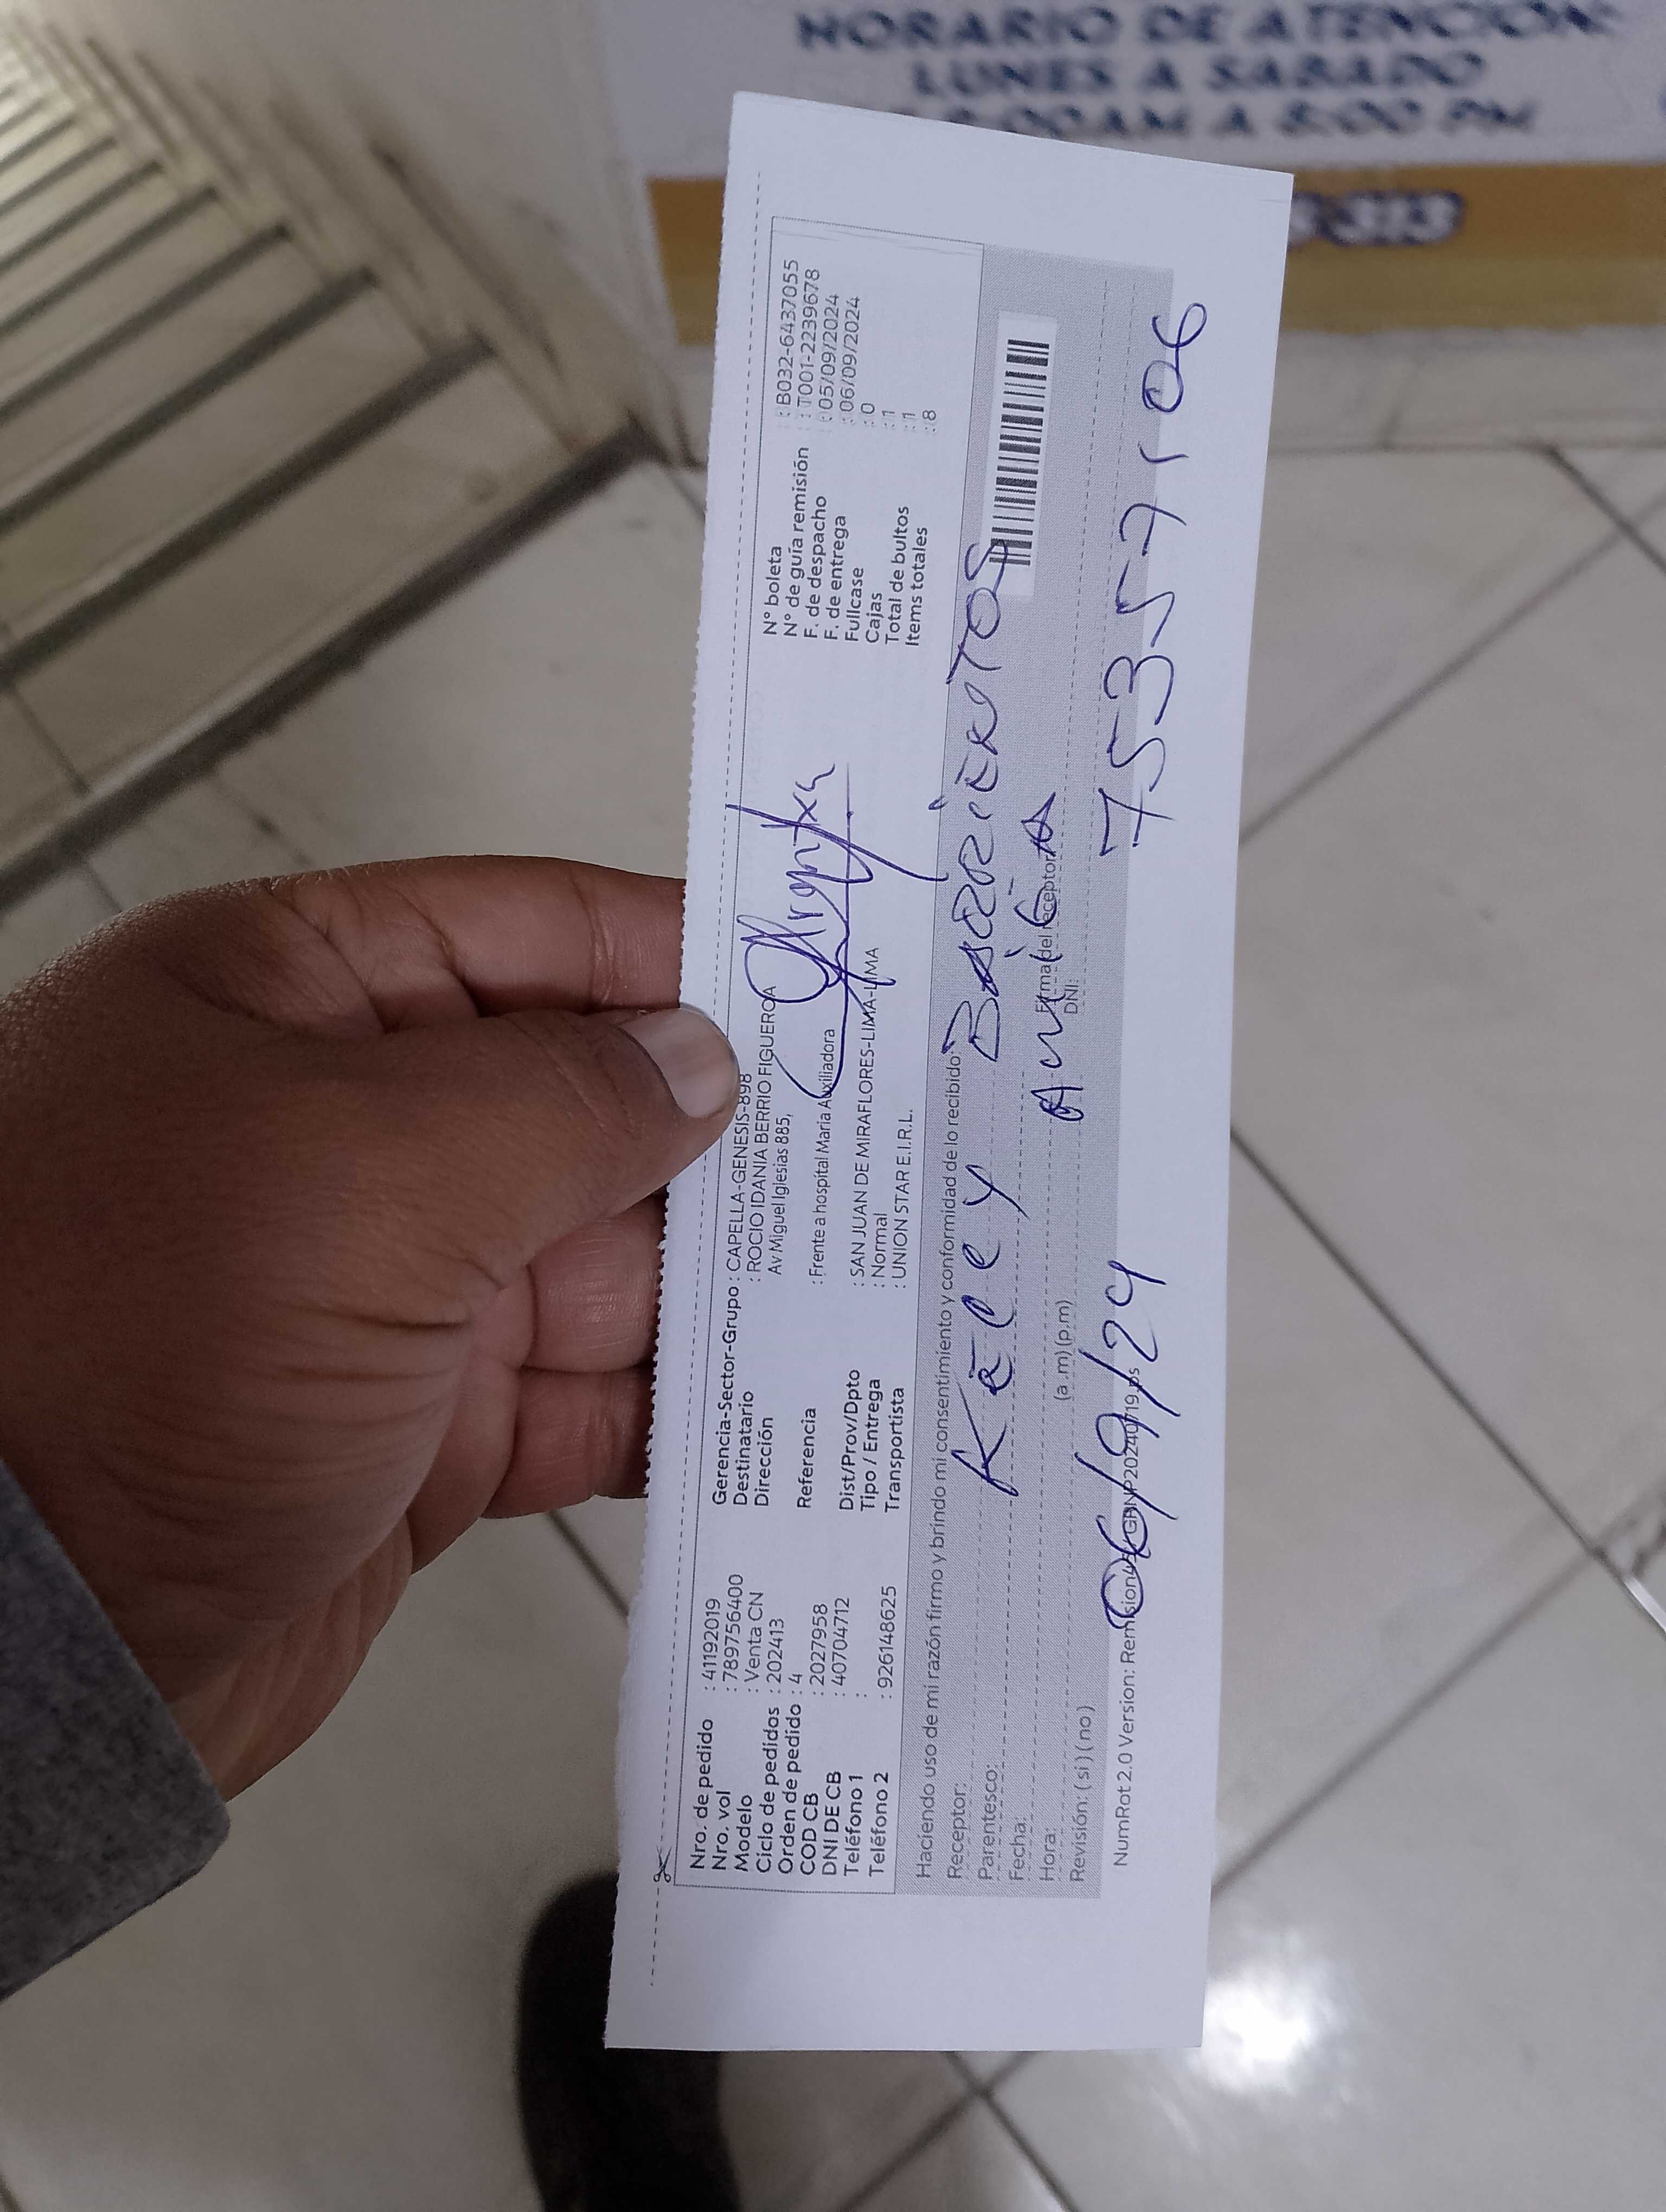 HORARIO DE ATENCION:
LUNES A SABADO
00AM A 6:00 PM
313
Nro. de pedido : 41192019
Nro. vol : 789756400
Modelo : Venta CN
Ciclo de pedidos : 202413
Orden de pedido : 4
COD CB : 2027958
DNI DE CB : 40704712
Teléfono 1 :
Teléfono 2 : 926148625
Gerencia-Sector-Grupo : CAPELLA-GENESIS-898
Destinatario : ROCIO IDANIA BERRIO FIGUEROA
Dirección Av Miguel Iglesias 885,
Referencia : Frente a hospital Maria Auxiliadora
Dist/Prov/Dpto : SAN JUAN DE MIRAFLORES-LIMA-LIMA
Tipo / Entrega : Normal
Transportista : UNION STAR E.I.R.L.
N° boleta : B032-6437055
N° de guía remisión : T001-2239678
F. de despacho : 05/09/2024
F. de entrega : 06/09/2024
Fullcase : 0
Cajas : 1
Total de bultos : 1
Items totales : 8
Haciendo uso de mi razón firmo y brindo mi consentimiento y conformidad de lo recibido:
Receptor:
Parentesco:
Fecha:
Hora: (a.m) (p.m)
Revisión: ( si ) ( no )
Firma del receptor
DNI:
06/9/24
NumRot 2.0 Version: